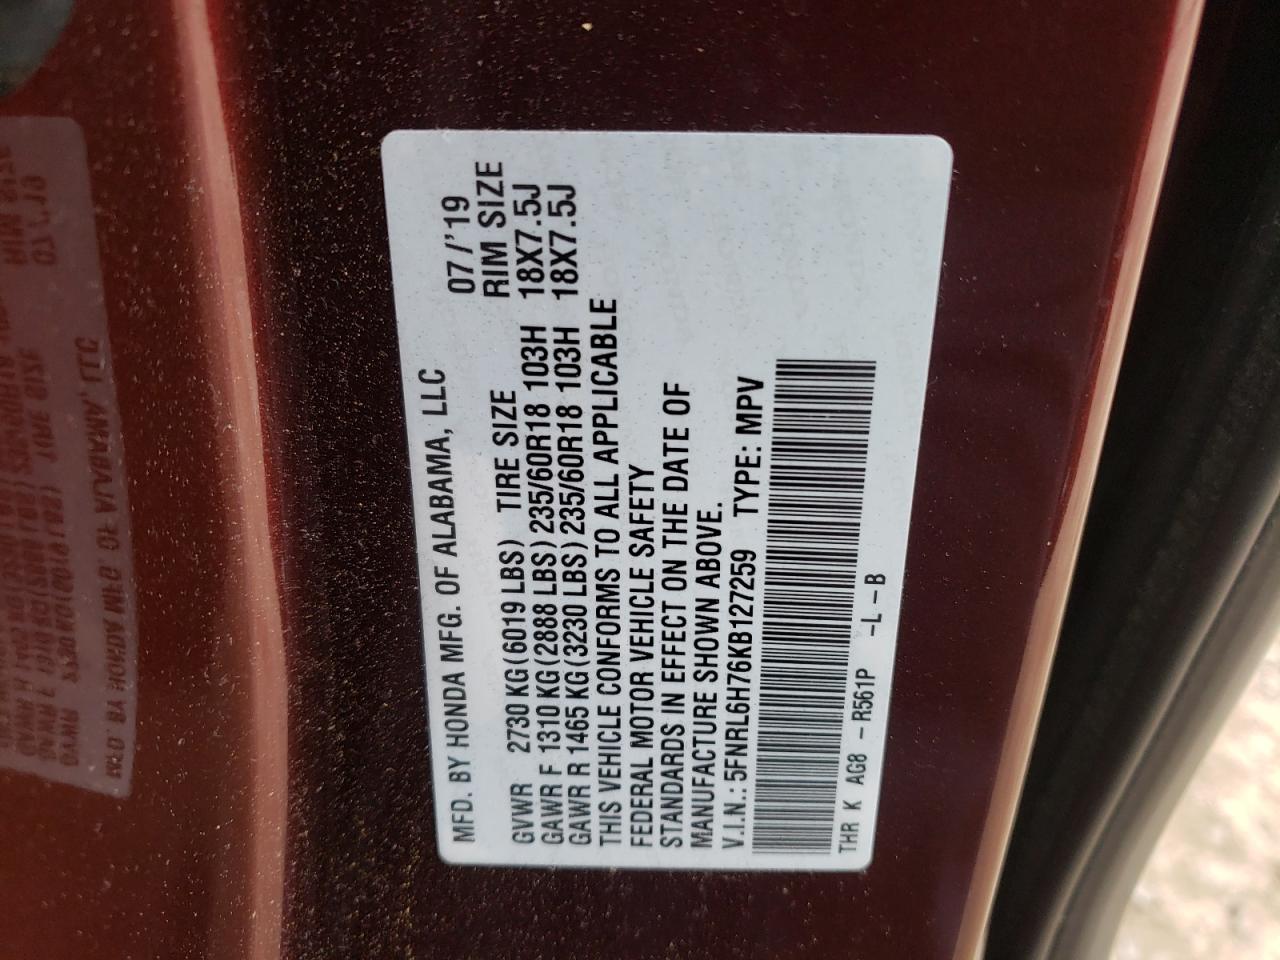 MFD. BY HONDA MFG. OF ALABAMA, LLC 07/'19
GVWR 2730 KG(6019 LBS) TIRE SIZE RIM SIZE
GAWR F 1310 KG(2888 LBS) 235/60R18 103H 18X7.5J
GAWR R 1465 KG(3230 LBS) 235/60R18 103H 18X7.5J
THIS VEHICLE CONFORMS TO ALL APPLICABLE
FEDERAL MOTOR VEHICLE SAFETY
STANDARDS IN EFFECT ON THE DATE OF
MANUFACTURE SHOWN ABOVE.
V.I.N.: 5FNRL6H76KB127259 TYPE: MPV
THR K AG8 - R561P -L-B